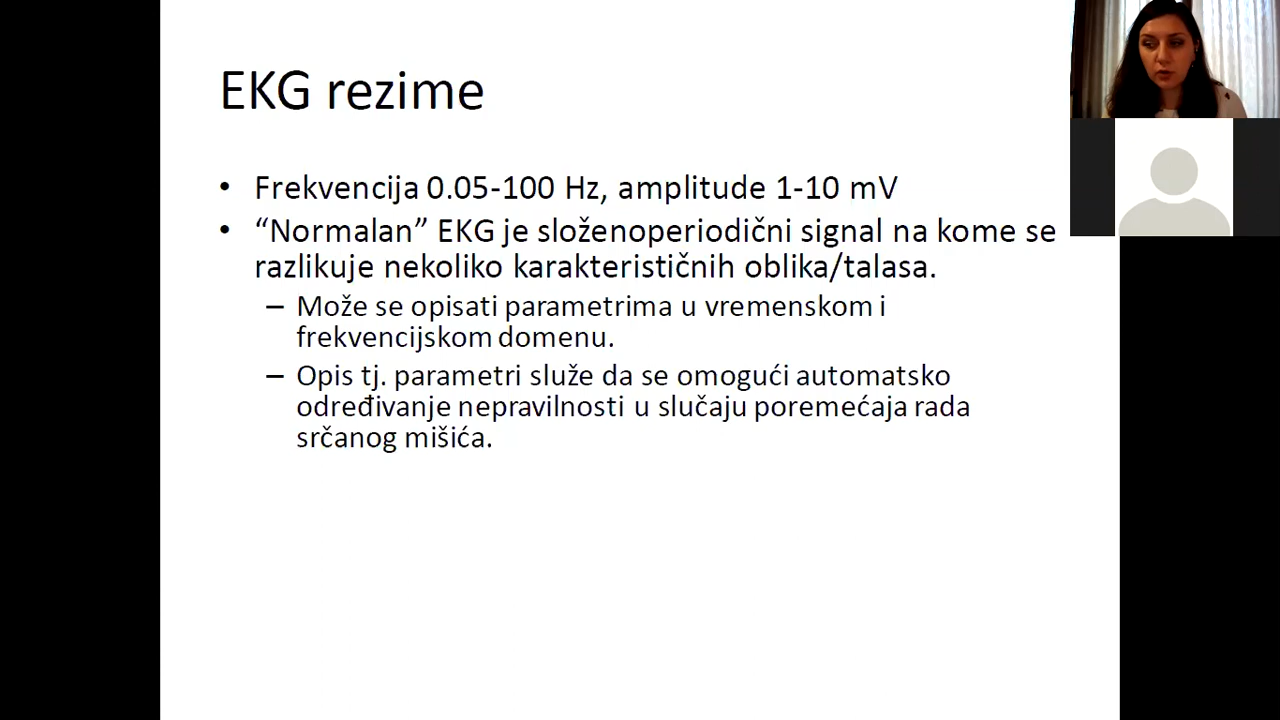 EKG rezime
• Frekvencija 0.05-100 Hz, amplitude 1-10 mV
• “Normalan” EKG je složenoperiodični signal na kome se
razlikuje nekoliko karakterističnih oblika/talasa.
– Može se opisati parametrima u vremenskom i
frekvencijskom domenu.
– Opis tj. parametri služe da se omogući automatsko
određivanje nepravilnosti u slučaju poremećaja rada
srčanog mišića.